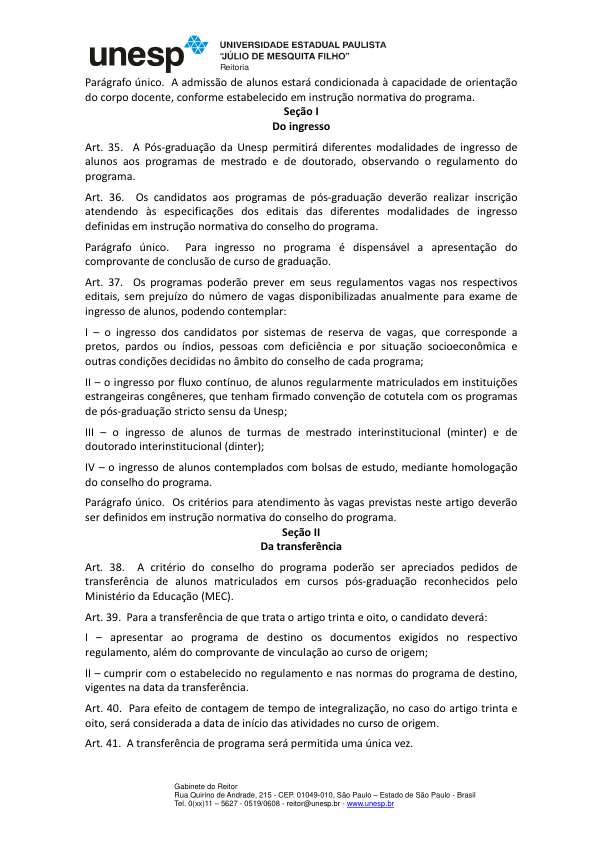 unesp
UNIVERSIDADE ESTADUAL PAULISTA
"JÚLIO DE MESQUITA FILHO"
Reitoria
Parágrafo único. A admissão de alunos estará condicionada à capacidade de orientação
do corpo docente, conforme estabelecido em instrução normativa do programa.
Seção I
Do ingresso
Art. 35. A Pós-graduação da Unesp permitirá diferentes modalidades de ingresso de
alunos aos programas de mestrado e de doutorado, observando o regulamento do
programa.
Art. 36. Os candidatos aos programas de pós-graduação deverão realizar inscrição
atendendo às especificações dos editais das diferentes modalidades de ingresso
definidas em instrução normativa do conselho do programa.
Parágrafo único. Para ingresso no programa é dispensável a apresentação do
comprovante de conclusão de curso de graduação.
Art. 37. Os programas poderão prever em seus regulamentos vagas nos respectivos
editais, sem prejuízo do número de vagas disponibilizadas anualmente para exame de
ingresso de alunos, podendo contemplar:
I – o ingresso dos candidatos por sistemas de reserva de vagas, que corresponde a
pretos, pardos ou índios, pessoas com deficiência e por situação socioeconômica e
outras condições decididas no âmbito do conselho de cada programa;
II – o ingresso por fluxo contínuo, de alunos regularmente matriculados em instituições
estrangeiras congêneres, que tenham firmado convenção de cotutela com os programas
de pós-graduação stricto sensu da Unesp;
III – o ingresso de alunos de turmas de mestrado interinstitucional (minter) e de
doutorado interinstitucional (dinter);
IV – o ingresso de alunos contemplados com bolsas de estudo, mediante homologação
do conselho do programa.
Parágrafo único. Os critérios para atendimento às vagas previstas neste artigo deverão
ser definidos em instrução normativa do conselho do programa.
Seção II
Da transferência
Art. 38. A critério do conselho do programa poderão ser apreciados pedidos de
transferência de alunos matriculados em cursos pós-graduação reconhecidos pelo
Ministério da Educação (MEC).
Art. 39. Para a transferência de que trata o artigo trinta e oito, o candidato deverá:
I – apresentar ao programa de destino os documentos exigidos no respectivo
regulamento, além do comprovante de vinculação ao curso de origem;
II – cumprir com o estabelecido no regulamento e nas normas do programa de destino,
vigentes na data da transferência.
Art. 40. Para efeito de contagem de tempo de integralização, no caso do artigo trinta e
oito, será considerada a data de início das atividades no curso de origem.
Art. 41. A transferência de programa será permitida uma única vez.
Gabinete do Reitor
Rua Quirino de Andrade, 215 - CEP. 01049-010, São Paulo – Estado de São Paulo - Brasil
Tel. 0(xx)11 – 5627 - 0519/0608 - reitor@unesp.br - www.unesp.br